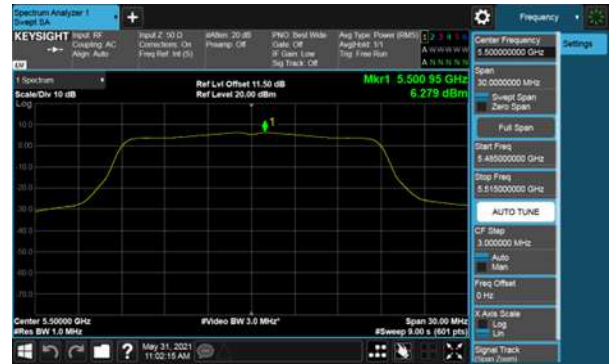 Spectrum Analyzer 1
Swept SA
Frequency
KEYSIGHT
Input: RF
Coupling: AC
Align: Auto
Input Z: 50 Ω
Corrections: On
Freq Ref: Int (S)
#Atten: 20 dB
Preamp: Off
PNO: Best Wide
Gate: Off
IF Gain: Low
Sig Track: Off
Avg Type: Power (RMS)
Avg|Hold: 1/1
Trig: Free Run
1 2 3 4 5 6
A W W W W W
A N N N N N
LW
1 Spectrum
Scale/Div 10 dB
Log
Ref Lvl Offset 11.50 dB
Ref Level 20.00 dBm
Mkr1 5.500 95 GHz
6.279 dBm
1
10.0
0.00
-10.0
-20.0
-30.0
-40.0
-50.0
-60.0
-70.0
Center 5.50000 GHz
#Res BW 1.0 MHz
#Video BW 3.0 MHz*
Span 30.00 MHz
#Sweep 9.00 s (601 pts)
Center Frequency
5.500000000 GHz
Settings
Span
30.0000000 MHz
Swept Span
Zero Span
Full Span
Start Freq
5.485000000 GHz
Stop Freq
5.515000000 GHz
AUTO TUNE
CF Step
3.000000 MHz
Auto
Man
Freq Offset
0 Hz
X Axis Scale
Log
Lin
Signal Track
(Span Zoom)
May 31, 2021
11:02:15 AM